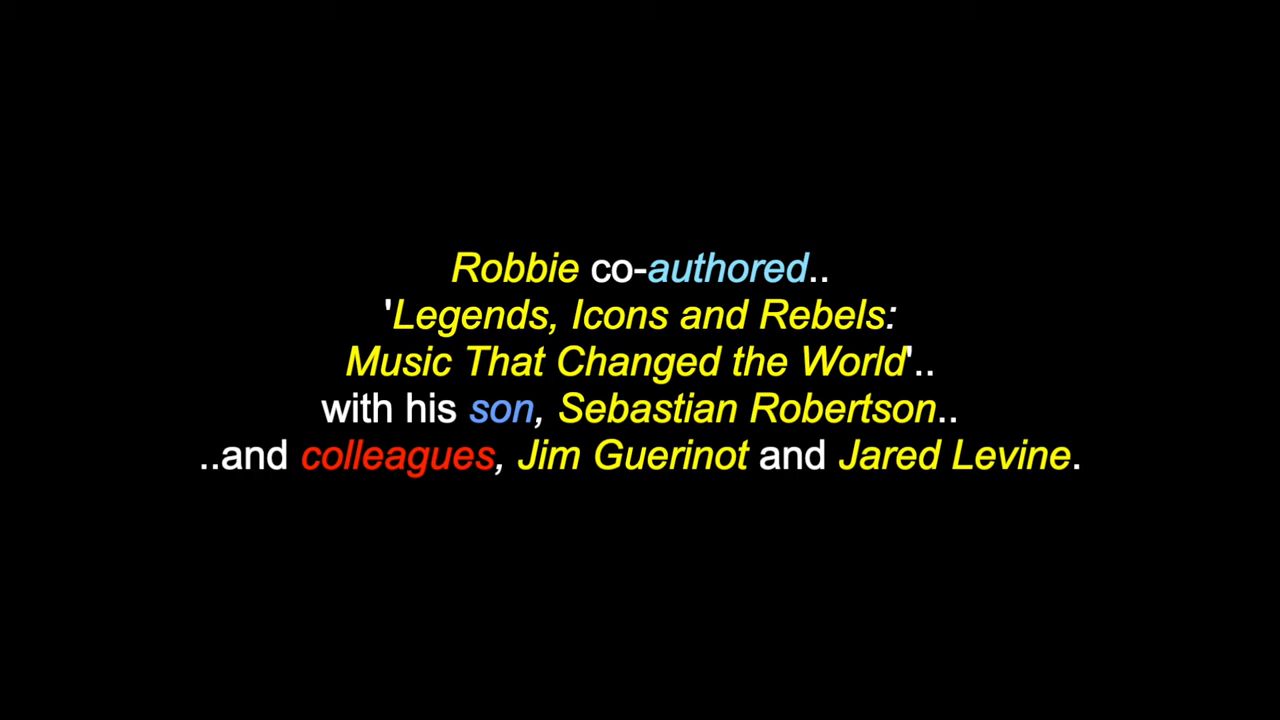 Robbie co-authored..
'Legends, Icons and Rebels:
Music That Changed the World'..
with his son, Sebastian Robertson..
..and colleagues, Jim Guerinot and Jared Levine.